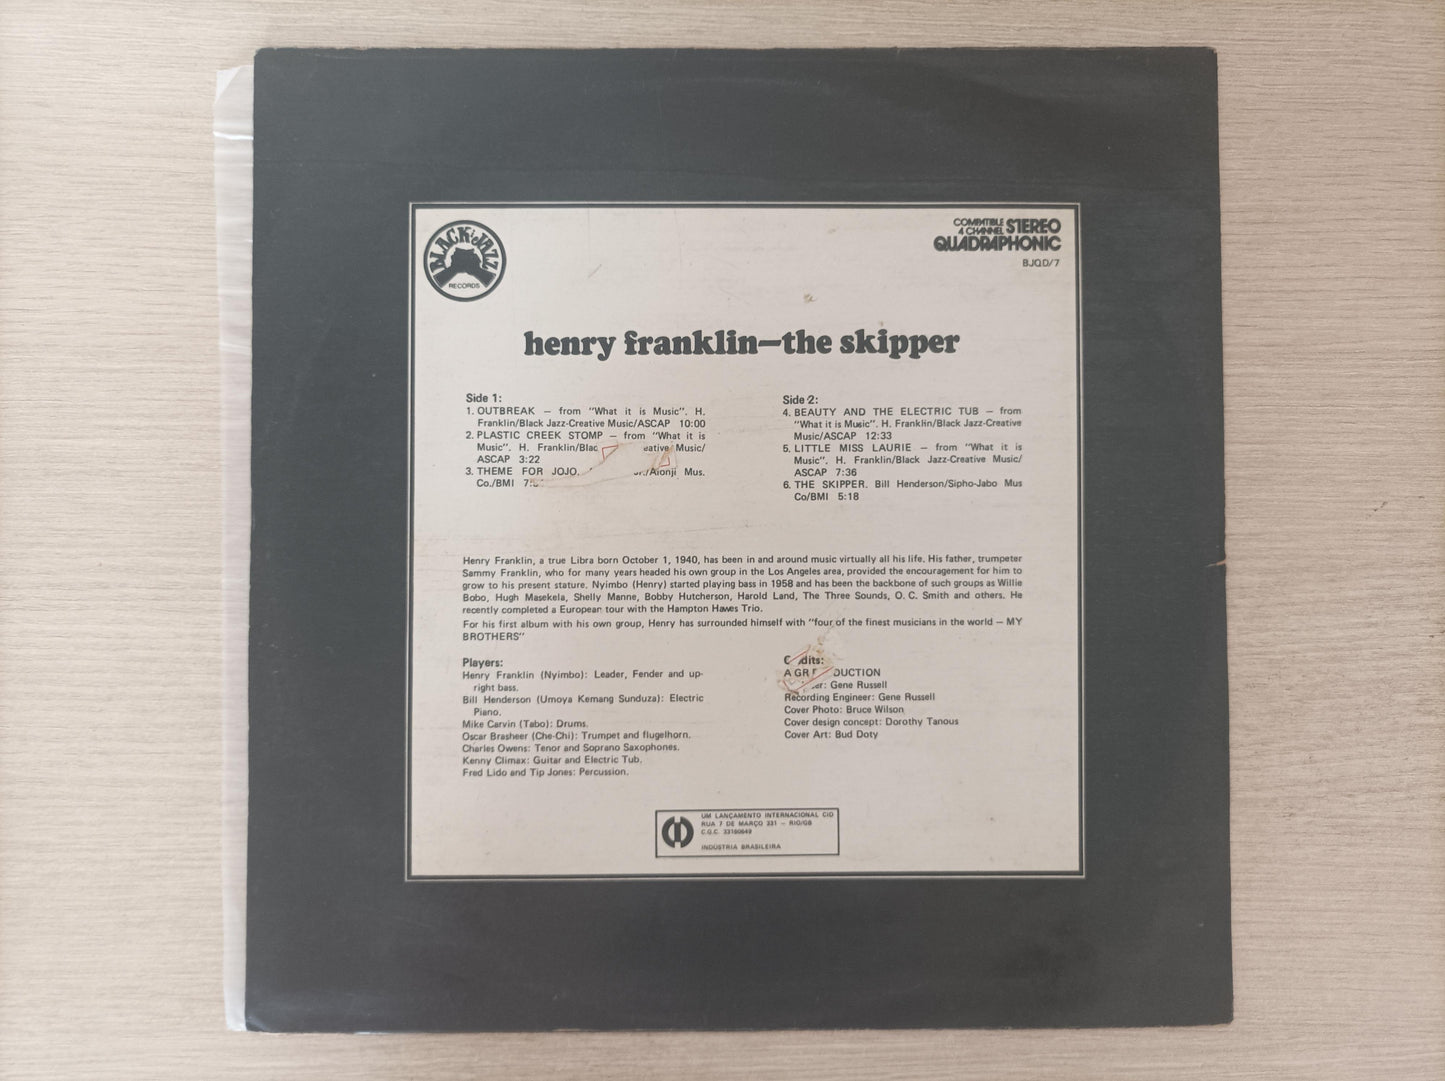 BLACK JAZZ
RECORDS
COMPATIBLE STEREO
4 CHANNEL
QUADRAPHONIC
BJQD/7
henry franklin—the skipper
Side 1:
1. OUTBREAK — from "What it is Music". H.
Franklin/Black Jazz-Creative Music/ASCAP 10:00
2. PLASTIC CREEK STOMP — from "What it is
Music". H. Franklin/Blac eative Music/
ASCAP 3:22
3. THEME FOR JOJO. /Alonji Mus.
Co./BMI
Side 2:
4. BEAUTY AND THE ELECTRIC TUB — from
"What it is Music". H. Franklin/Black Jazz-Creative
Music/ASCAP 12:33
5. LITTLE MISS LAURIE — from "What it is
Music". H. Franklin/Black Jazz-Creative Music/
ASCAP 7:36
6. THE SKIPPER. Bill Henderson/Sipho-Jabo Mus
Co/BMI 5:18
Henry Franklin, a true Libra born October 1, 1940, has been in and around music virtually all his life. His father, trumpeter
Sammy Franklin, who for many years headed his own group in the Los Angeles area, provided the encouragement for him to
grow to his present stature. Nyimbo (Henry) started playing bass in 1958 and has been the backbone of such groups as Willie
Bobo, Hugh Masekela, Shelly Manne, Bobby Hutcherson, Harold Land, The Three Sounds, O. C. Smith and others. He
recently completed a European tour with the Hampton Hawes Trio.
For his first album with his own group, Henry has surrounded himself with "four of the finest musicians in the world — MY
BROTHERS"
Players:
Henry Franklin (Nyimbo): Leader, Fender and up-
right bass.
Bill Henderson (Umoya Kemang Sunduza): Electric
Piano.
Mike Carvin (Tabo): Drums.
Oscar Brasheer (Che-Chi): Trumpet and flugelhorn.
Charles Owens: Tenor and Soprano Saxophones.
Kenny Climax: Guitar and Electric Tub.
Fred Lido and Tip Jones: Percussion.
C dits:
A GR DUCTION
er: Gene Russell
Recording Engineer: Gene Russell
Cover Photo: Bruce Wilson
Cover design concept: Dorothy Tanous
Cover Art: Bud Doty
UM LANÇAMENTO INTERNACIONAL CID
RUA 7 DE MARÇO 331 — RIO/GB
C.G.C. 33160649
INDÚSTRIA BRASILEIRA